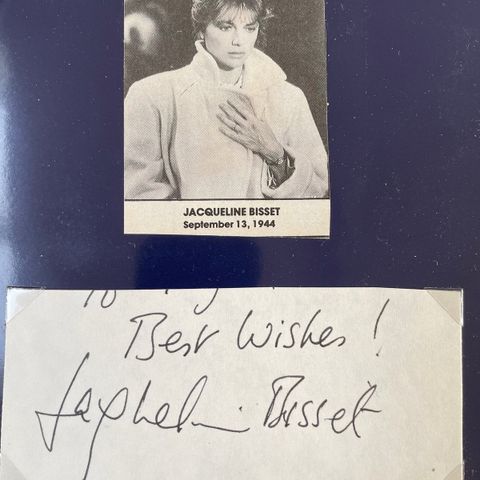 JACQUELINE BISSET
September 13, 1944
Best Wishes!
Jacqueline Bisset